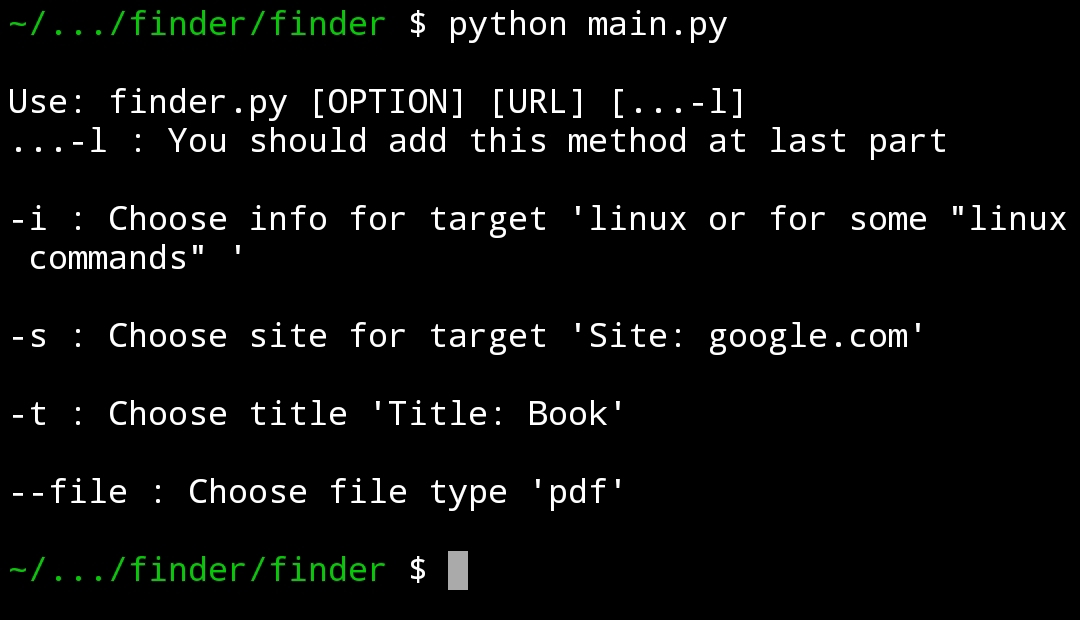 ~/.../finder/finder $ python main.py
Use: finder.py [OPTION] [URL] [...-l]
...-l : You should add this method at last part
-i : Choose info for target 'linux or for some "linux
commands" '
-s : Choose site for target 'Site: google.com'
-t : Choose title 'Title: Book'
--file : Choose file type 'pdf'
~/.../finder/finder $